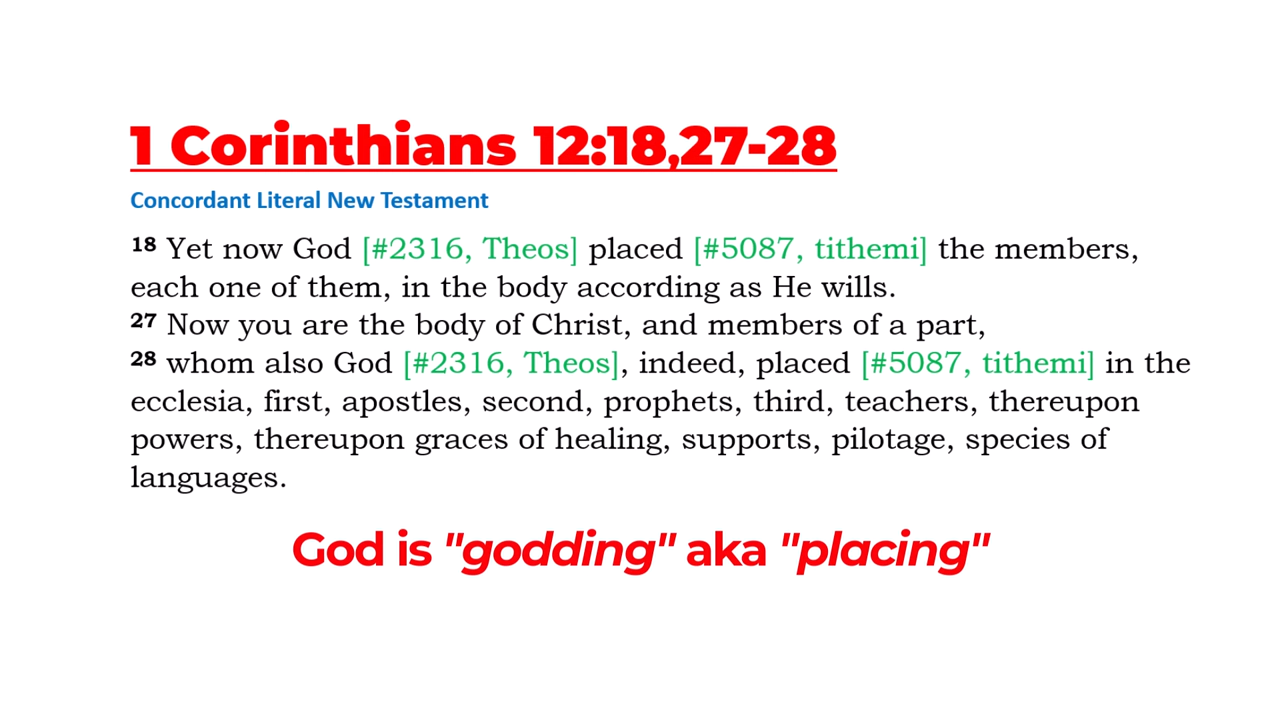 1 Corinthians 12:18,27-28
Concordant Literal New Testament
18 Yet now God [#2316, Theos] placed [#5087, tithemi] the members,
each one of them, in the body according as He wills.
27 Now you are the body of Christ, and members of a part,
28 whom also God [#2316, Theos], indeed, placed [#5087, tithemi] in the
ecclesia, first, apostles, second, prophets, third, teachers, thereupon
powers, thereupon graces of healing, supports, pilotage, species of
languages.
God is "godding" aka "placing"